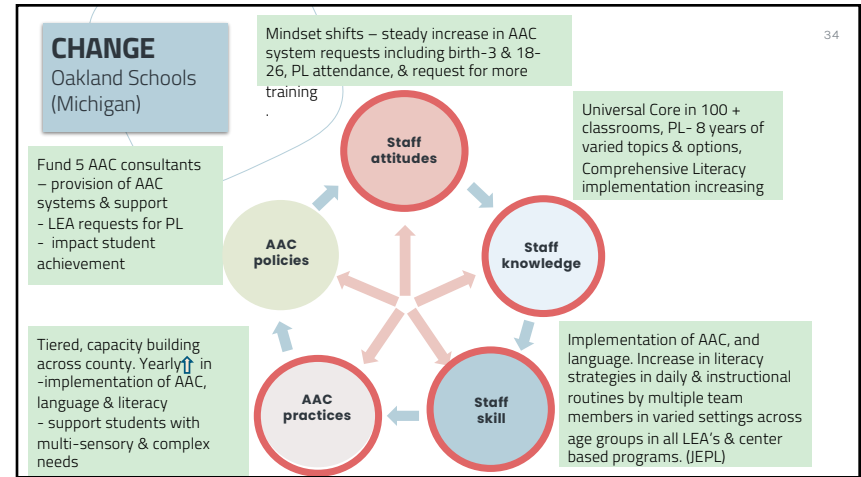 34
CHANGE
Oakland Schools
(Michigan)
Mindset shifts – steady increase in AAC
system requests including birth-3 & 18-
26, PL attendance, & request for more
training
.
Staff
attitudes
Universal Core in 100 +
classrooms, PL- 8 years of
varied topics & options,
Comprehensive Literacy
implementation increasing
Fund 5 AAC consultants
– provision of AAC
systems & support
- LEA requests for PL
- impact student
achievement
AAC
policies
Staff
knowledge
Tiered, capacity building
across county. Yearly⇧ in
-implementation of AAC,
language & literacy
- support students with
multi-sensory & complex
needs
AAC
practices
Staff
skill
Implementation of AAC, and
language. Increase in literacy
strategies in daily & instructional
routines by multiple team
members in varied settings across
age groups in all LEA's & center
based programs. (JEPL)